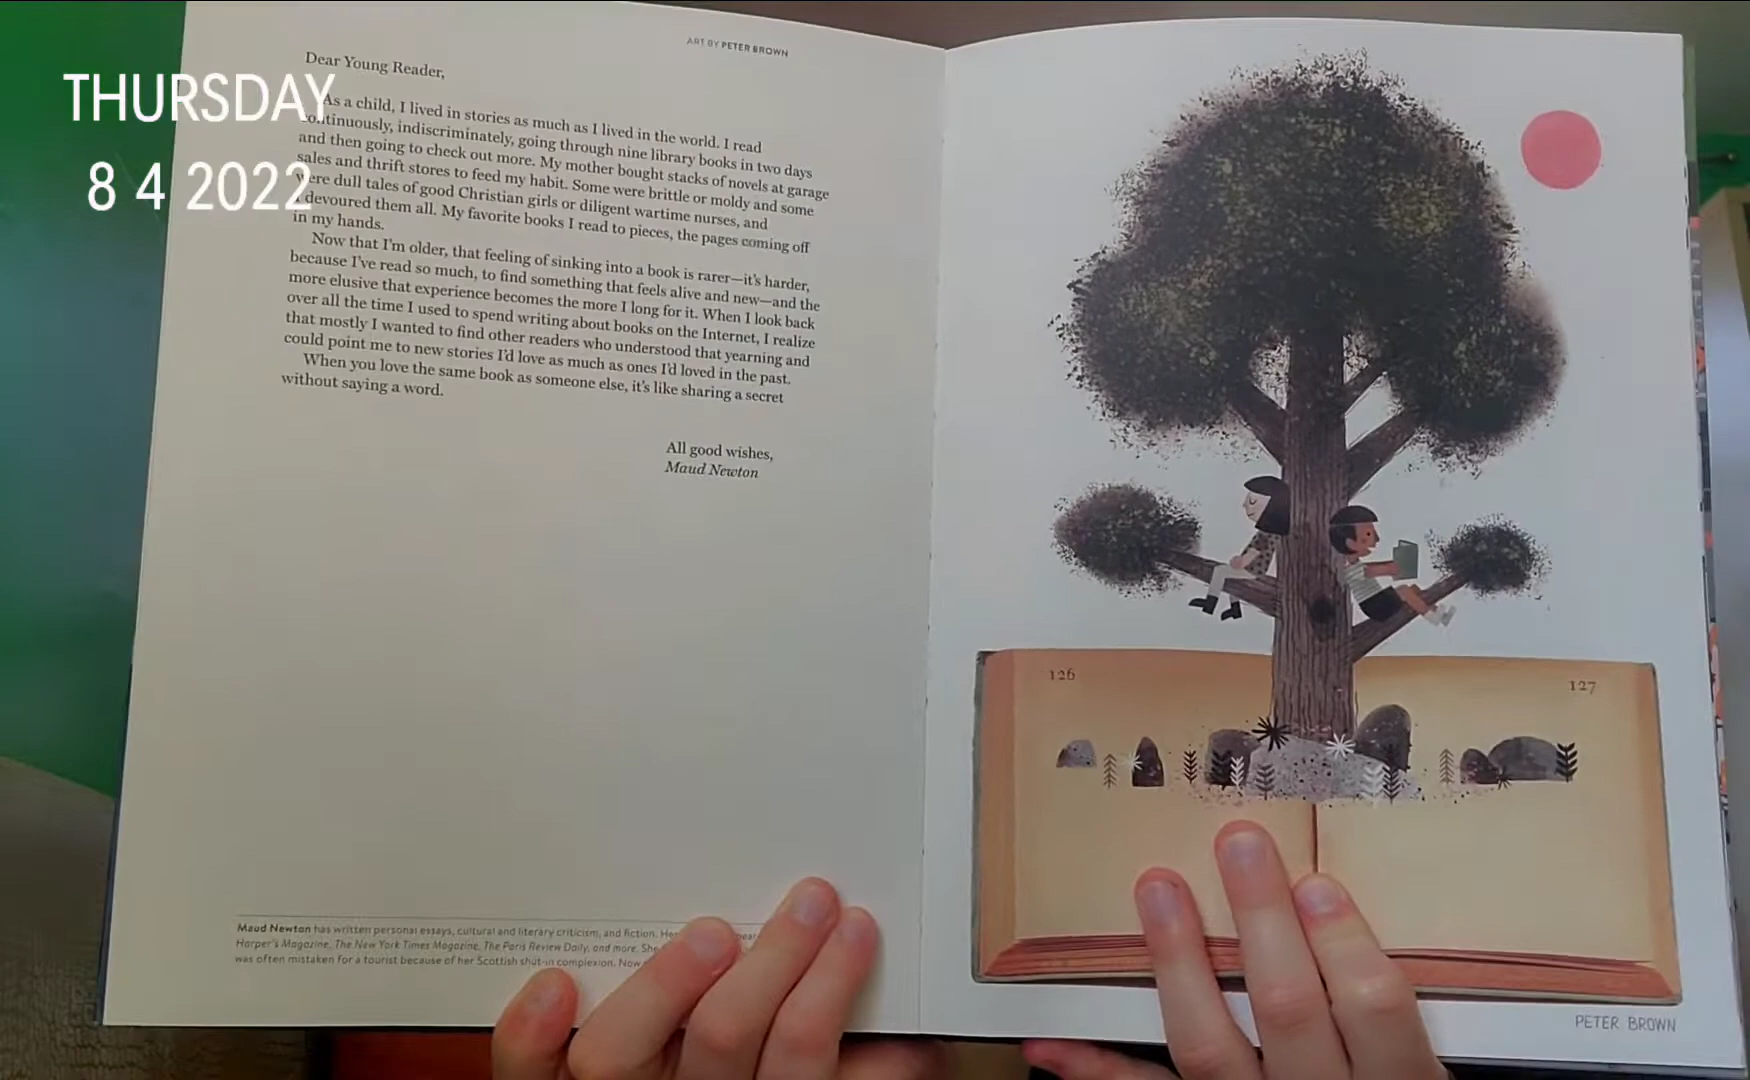 THURSDAY
8 4 2022
ART BY PETER BROWN
Dear Young Reader,
As a child, I lived in stories as much as I lived in the world. I read
continuously, indiscriminately, going through nine library books in two days
and then going to check out more. My mother bought stacks of novels at garage
sales and thrift stores to feed my habit. Some were brittle or moldy and some
were dull tales of good Christian girls or diligent wartime nurses, and
I devoured them all. My favorite books I read to pieces, the pages coming off
in my hands.
Now that I'm older, that feeling of sinking into a book is rarer—it's harder,
because I've read so much, to find something that feels alive and new—and the
more elusive that experience becomes the more I long for it. When I look back
over all the time I used to spend writing about books on the Internet, I realize
that mostly I wanted to find other readers who understood that yearning and
could point me to new stories I'd love as much as ones I'd loved in the past.
When you love the same book as someone else, it's like sharing a secret
without saying a word.
All good wishes,
Maud Newton
Maud Newton has written personal essays, cultural and literary criticism, and fiction.
Harper's Magazine, The New York Times Magazine, The Paris Review Daily, and more. She
was often mistaken for a tourist because of her Scottish shut-in complexion. Now
126
127
PETER BROWN